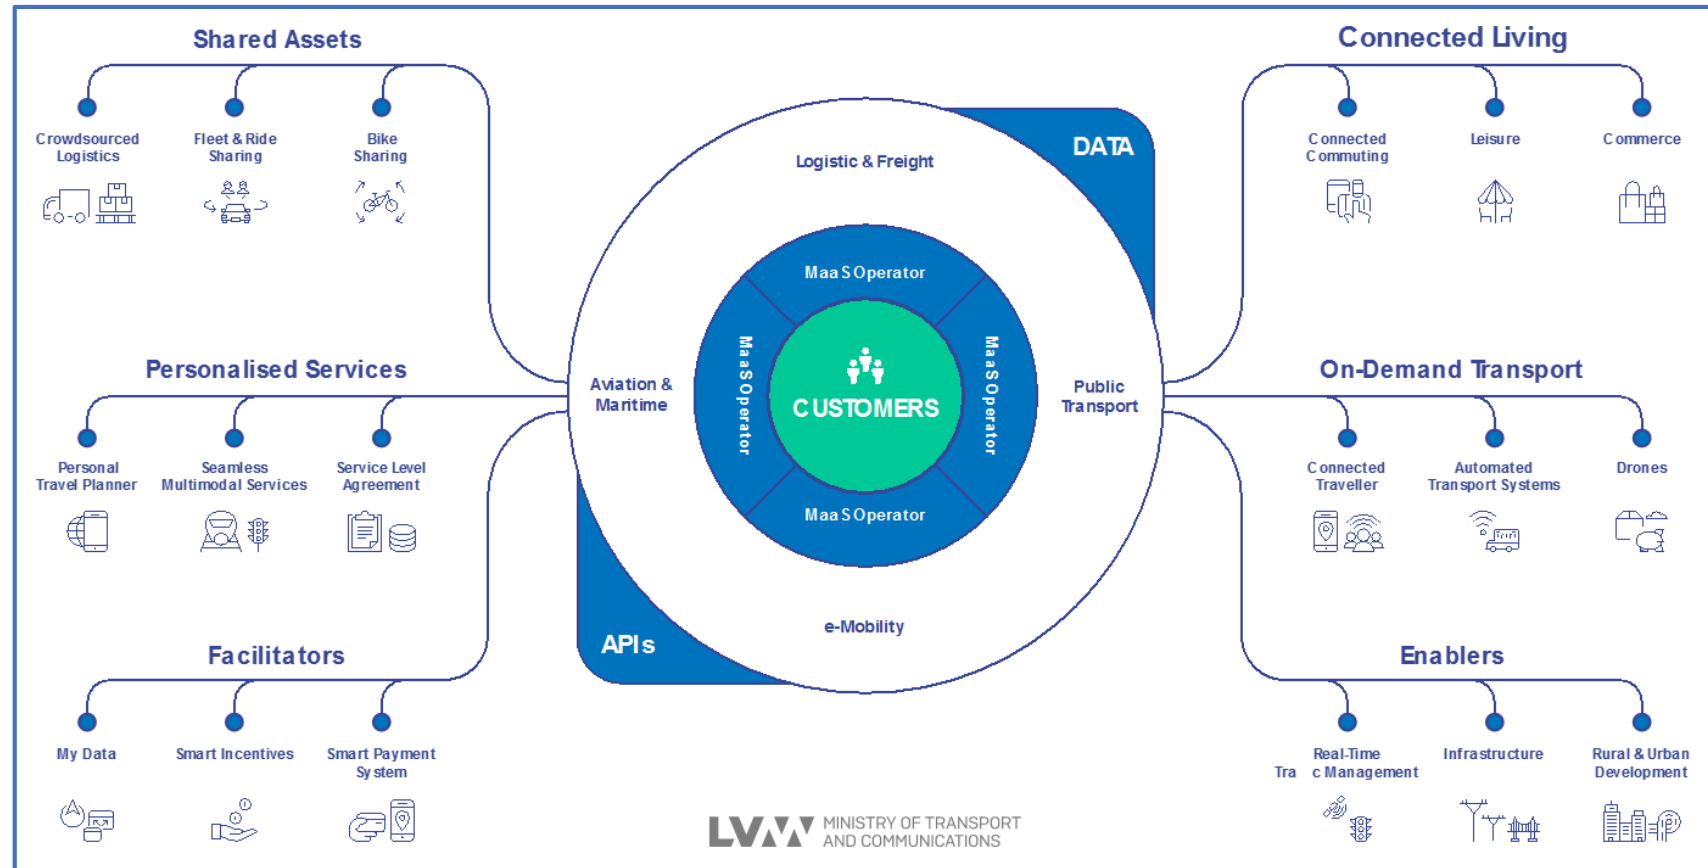 Shared Assets
Crowdsourced
Logistics
Fleet & Ride
Sharing
Bike
Sharing
Personalised Services
Personal
Travel Planner
Seamless
Multimodal Services
Service Level
Agreement
Facilitators
My Data
Smart Incentives
Smart Payment
System
DATA
Logistic & Freight
MaaS Operator
MaaS Operator
MaaS Operator
CUSTOMERS
Aviation &
Maritime
Public
Transport
MaaS Operator
e-Mobility
APIs
LVM MINISTRY OF TRANSPORT
AND COMMUNICATIONS
Connected Living
Connected
Commuting
Leisure
Commerce
On-Demand Transport
Connected
Traveller
Automated
Transport Systems
Drones
Enablers
Real-Time
Tra c Management
Infrastructure
Rural & Urban
Development